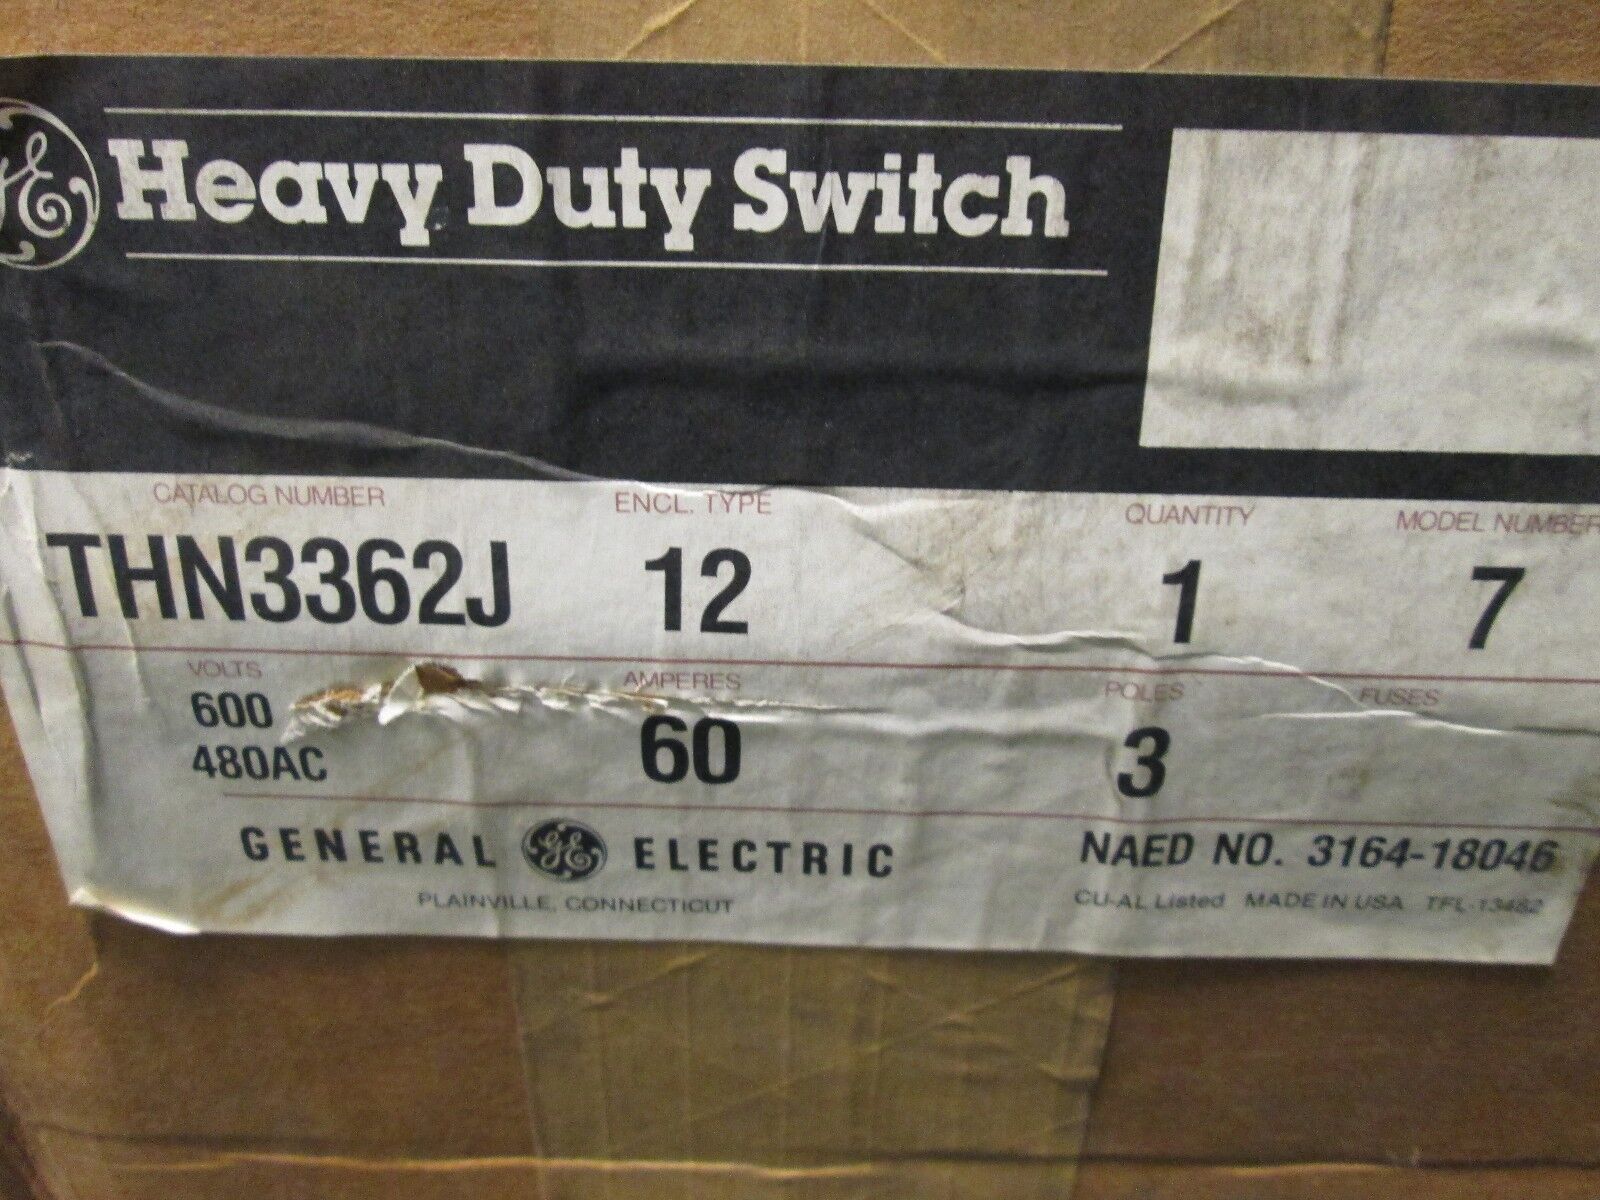 GE Heavy Duty Switch
CATALOG NUMBER ENCL. TYPE QUANTITY MODEL NUMBER
THN3362J 12 1 7
VOLTS AMPERES POLES FUSES
600 60 3
480AC
GENERAL GE ELECTRIC NAED NO. 3164-18046
PLAINVILLE, CONNECTICUT CU-AL Listed MADE IN USA TFL-13482